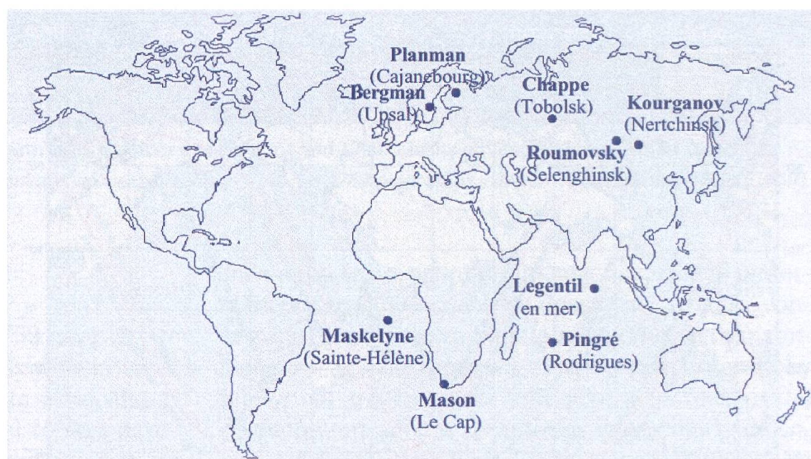 Planman
(Cajanebourg)
Bergman
(Upsal)
Chappe
(Tobolsk)
Kourganov
(Nertchinsk)
Roumovsky
(Selenghinsk)
Legentil
(en mer)
Maskelyne
(Sainte-Hélène)
Pingré
(Rodrigues)
Mason
(Le Cap)